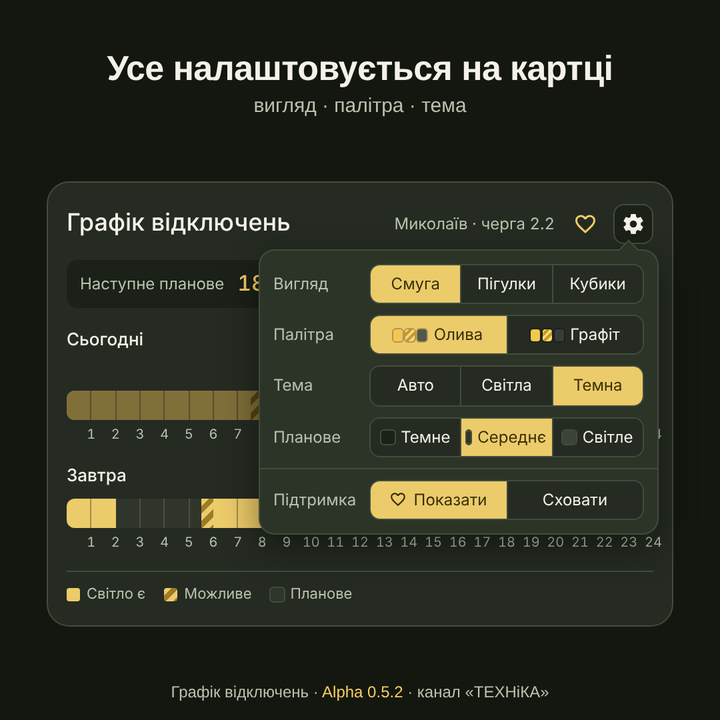 Усе налаштовується на картці
вигляд · палітра · тема
Графік відключень Миколаїв · черга 2.2
Наступне планове 18
Вигляд Смуга Пігулки Кубики
Сьогодні
Палітра Олива Графіт
Тема Авто Світла Темна
1 2 3 4 5 6 7 4
Планове Темне Середнє Світле
Завтра
Підтримка Показати Сховати
1 2 3 4 5 6 7 8 9 10 11 12 13 14 15 16 17 18 19 20 21 22 23 24
Світло є Можливе Планове
Графік відключень · Alpha 0.5.2 · канал «ТЕХНіКА»